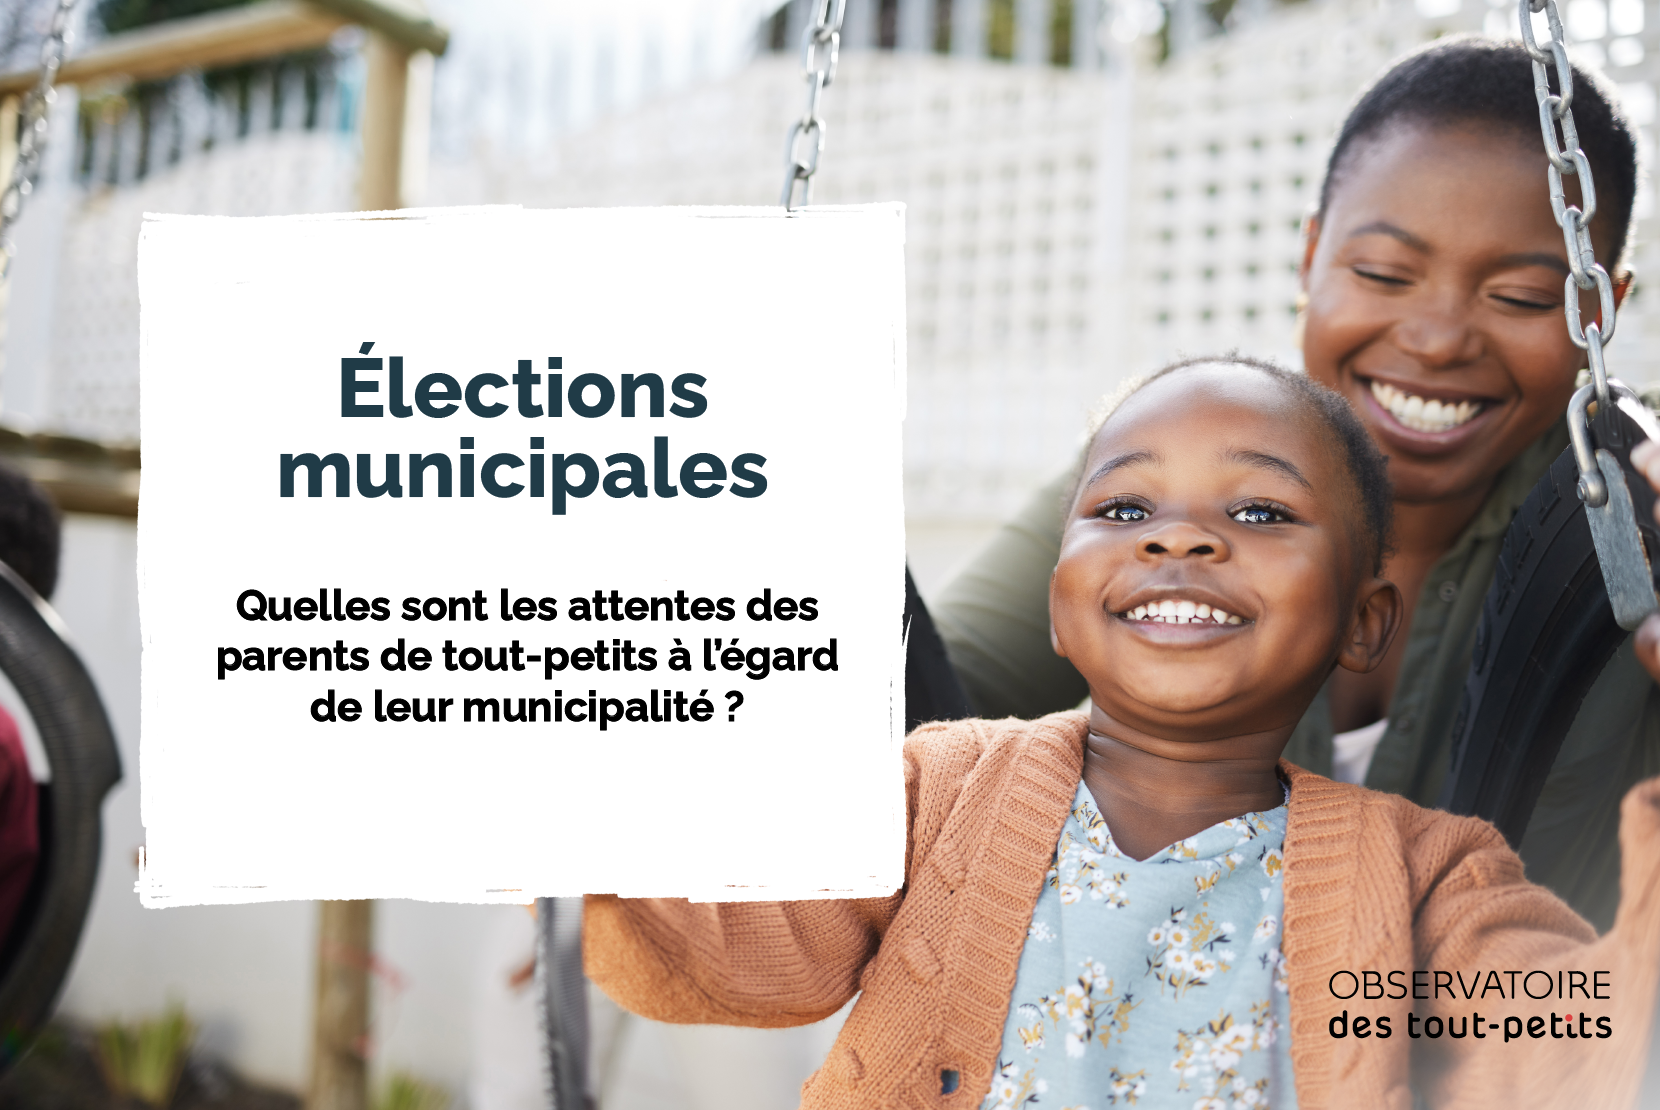 Élections
municipales
Quelles sont les attentes des
parents de tout-petits à l’égard
de leur municipalité ?
OBSERVATOIRE
des tout-petits